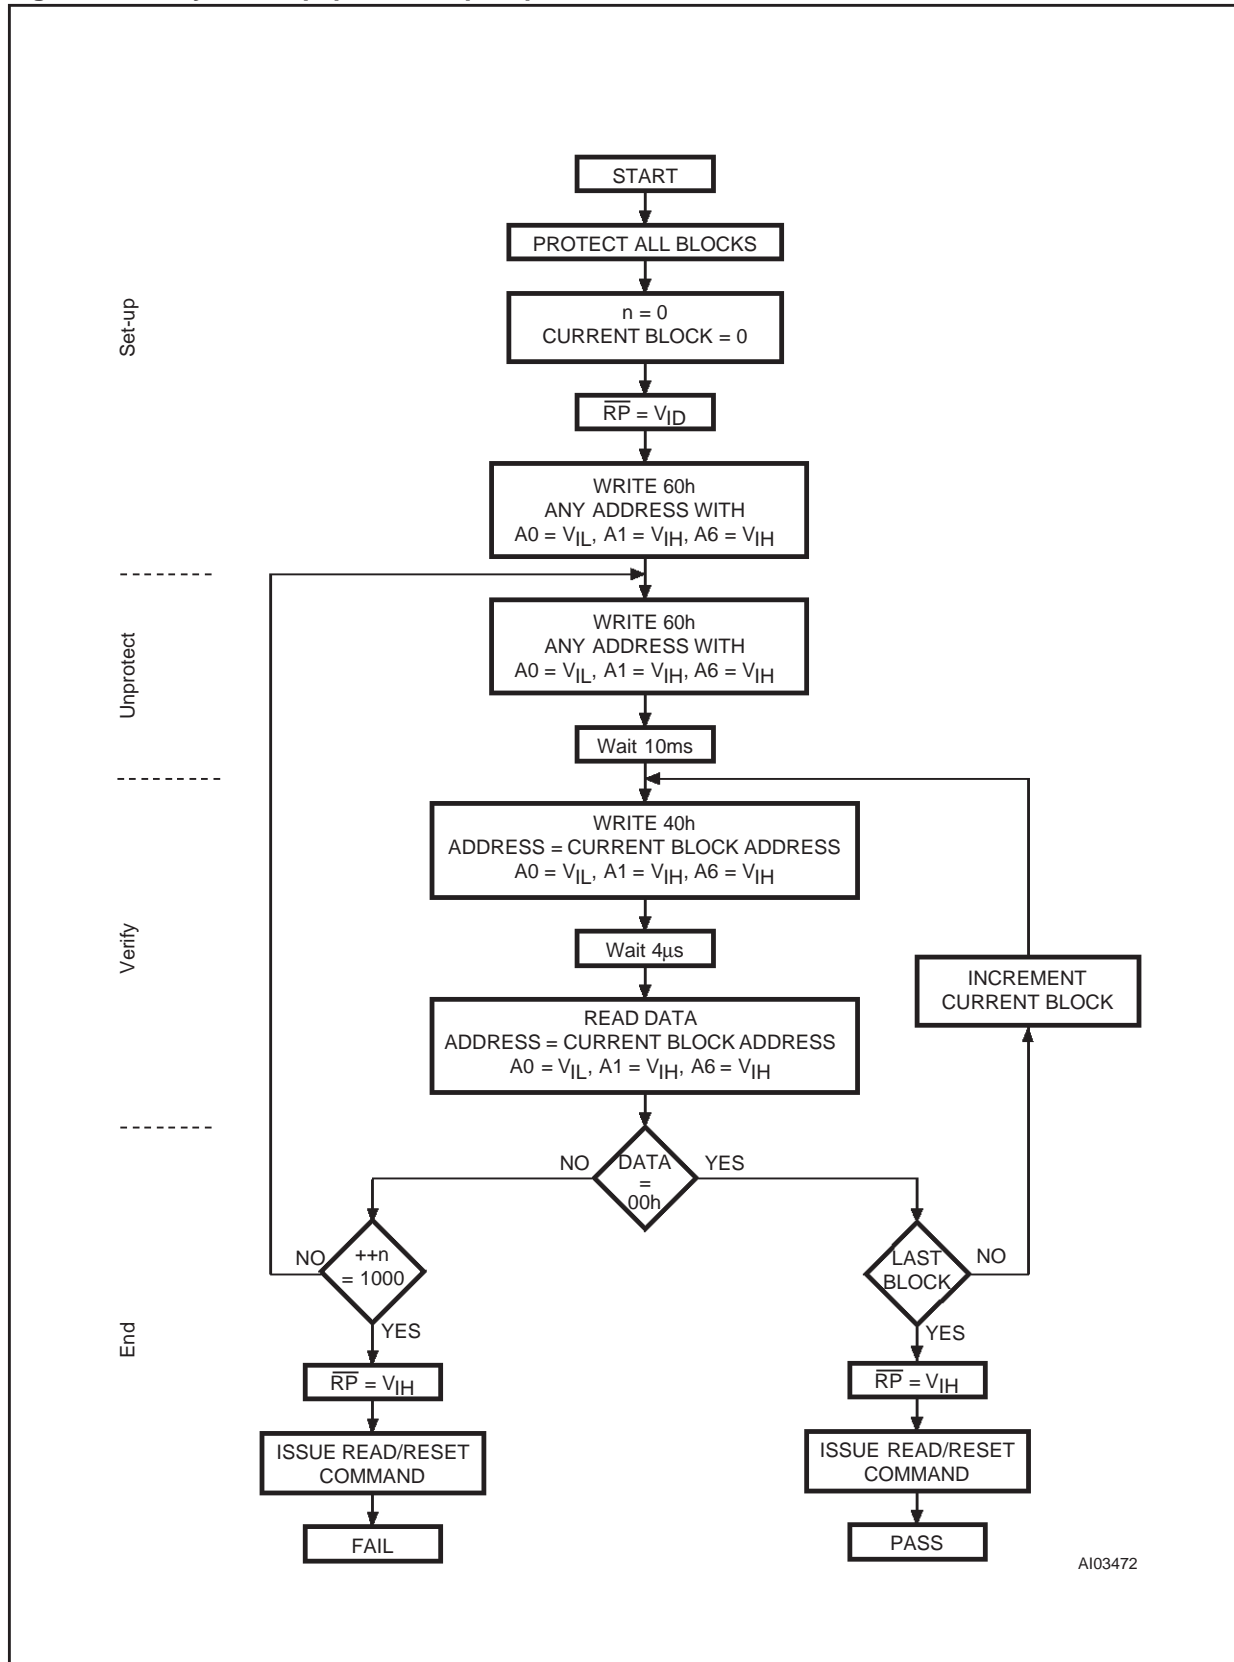 START
PROTECT ALL BLOCKS
n = 0
CURRENT BLOCK = 0
Set-up
RP = VID
WRITE 60h
ANY ADDRESS WITH
A0 = VIL, A1 = VIH, A6 = VIH
WRITE 60h
ANY ADDRESS WITH
A0 = VIL, A1 = VIH, A6 = VIH
Unprotect
Wait 10ms
WRITE 40h
ADDRESS = CURRENT BLOCK ADDRESS
A0 = VIL, A1 = VIH, A6 = VIH
Verify
Wait 4μs
INCREMENT
CURRENT BLOCK
READ DATA
ADDRESS = CURRENT BLOCK ADDRESS
A0 = VIL, A1 = VIH, A6 = VIH
NO
DATA
=
00h
YES
NO
++n
= 1000
LAST
BLOCK
NO
End
YES
YES
RP = VIH
RP = VIH
ISSUE READ/RESET
COMMAND
ISSUE READ/RESET
COMMAND
FAIL
PASS
AI03472